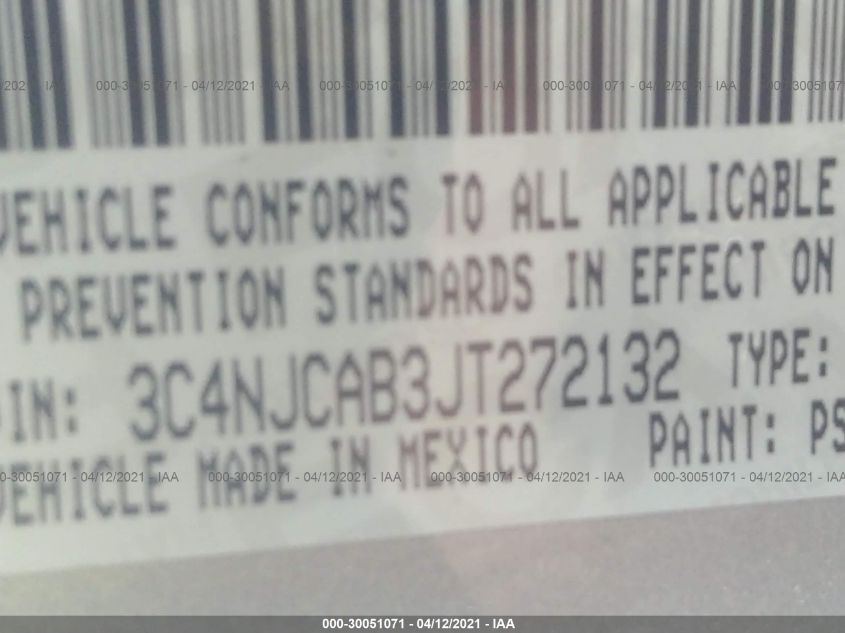 000-30051071 - 04/12/2021 - IAA 000-30051071 - 04/12/2021 - IAA 000-30051071 - 04/12/2021 - IAA
VEHICLE CONFORMS TO ALL APPLICABLE
PREVENTION STANDARDS IN EFFECT ON
VIN: 3C4NJCAB3JT272132 TYPE:
VEHICLE MADE IN MEXICO PAINT: PS
000-30051071 - 04/12/2021 - IAA 000-30051071 - 04/12/2021 - IAA 000-30051071 - 04/12/2021 - IAA 000-30051071 - 04/12/2021 - IAA
000-30051071 - 04/12/2021 - IAA